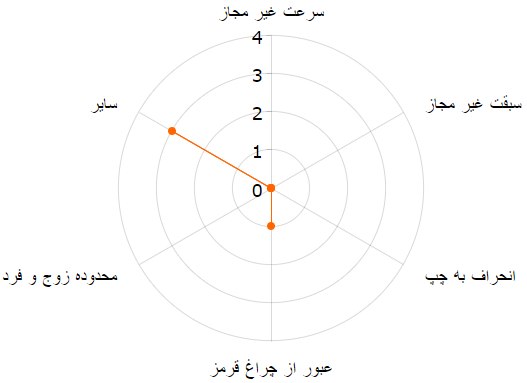 سرعت غیر مجاز
4
3
سبقت غیر مجاز
سایر
2
1
0
انحراف به چپ
محدوده زوج و فرد
عبور از چراغ قرمز